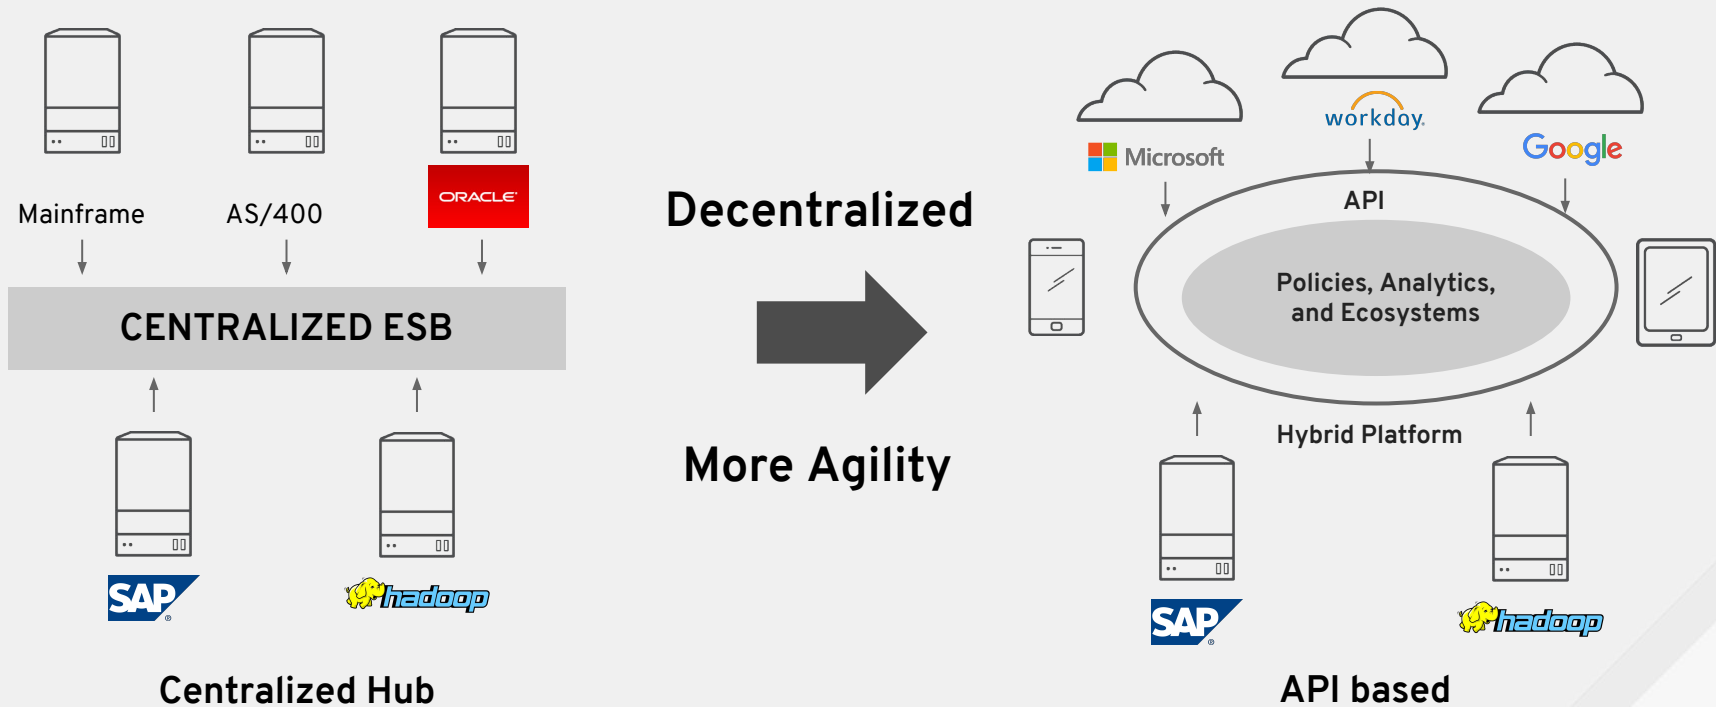 Mainframe
AS/400
ORACLE®
CENTRALIZED ESB
SAP®
hadoop
Centralized Hub
Decentralized
More Agility
Microsoft
workday.
Google
API
Policies, Analytics,
and Ecosystems
Hybrid Platform
SAP®
hadoop
API based